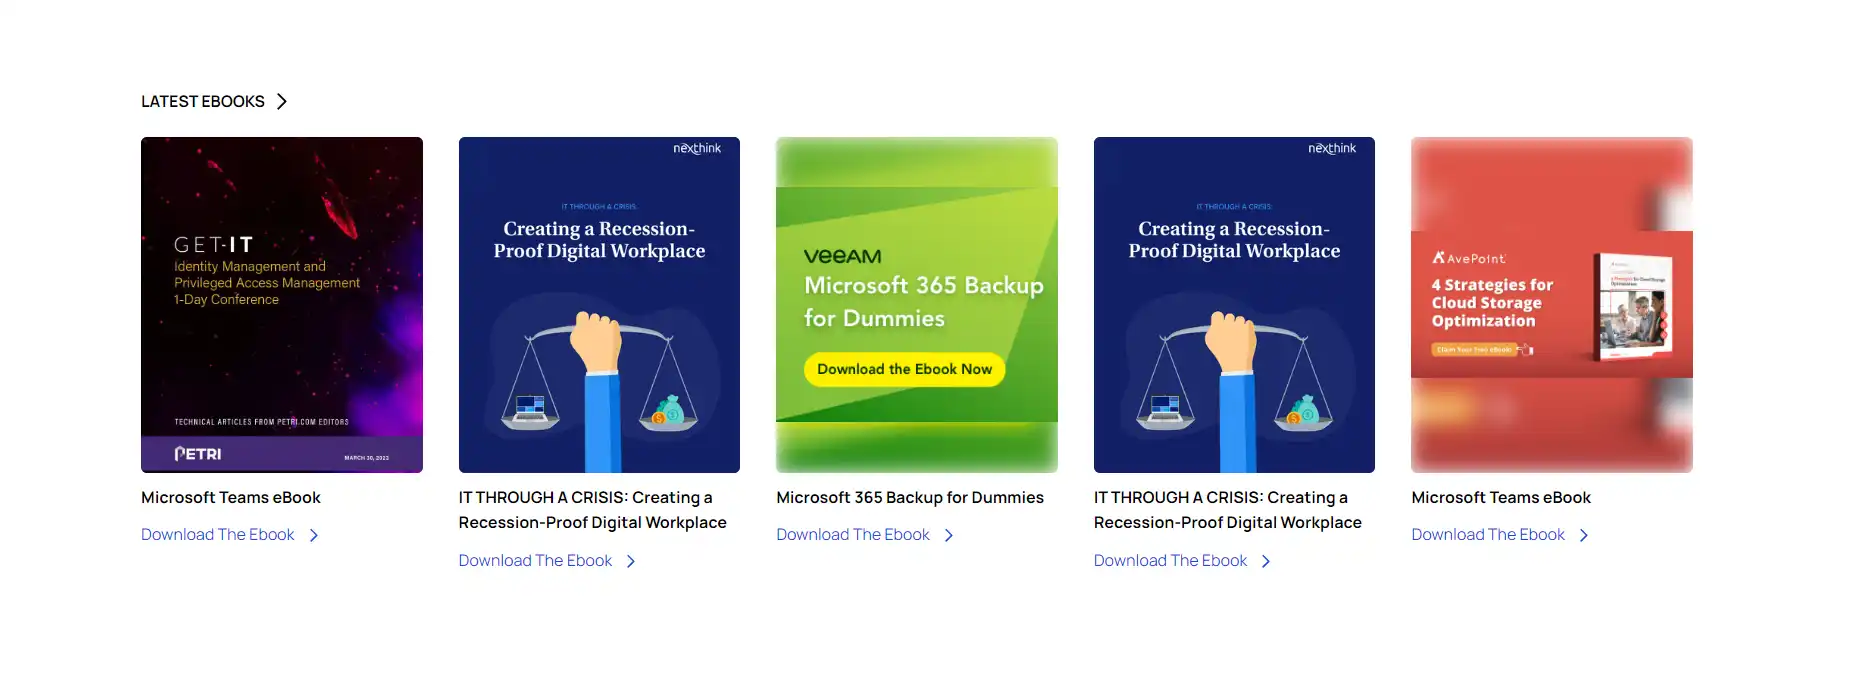 LATEST EBOOKS
GET-IT
Identity Management and
Privileged Access Management
1-Day Conference
TECHNICAL ARTICLES FROM PETRI.COM EDITORS
PETRI
MARCH 30, 2023
Microsoft Teams eBook
Download The Ebook
nexthink
IT THROUGH A CRISIS:
Creating a Recession-
Proof Digital Workplace
IT THROUGH A CRISIS: Creating a
Recession-Proof Digital Workplace
Download The Ebook
veeAM
Microsoft 365 Backup
for Dummies
Download the Ebook Now
Microsoft 365 Backup for Dummies
Download The Ebook
nexthink
IT THROUGH A CRISIS:
Creating a Recession-
Proof Digital Workplace
IT THROUGH A CRISIS: Creating a
Recession-Proof Digital Workplace
Download The Ebook
AvePoint
4 Strategies for
Cloud Storage
Optimization
Claim Your Free eBook!
Microsoft Teams eBook
Download The Ebook